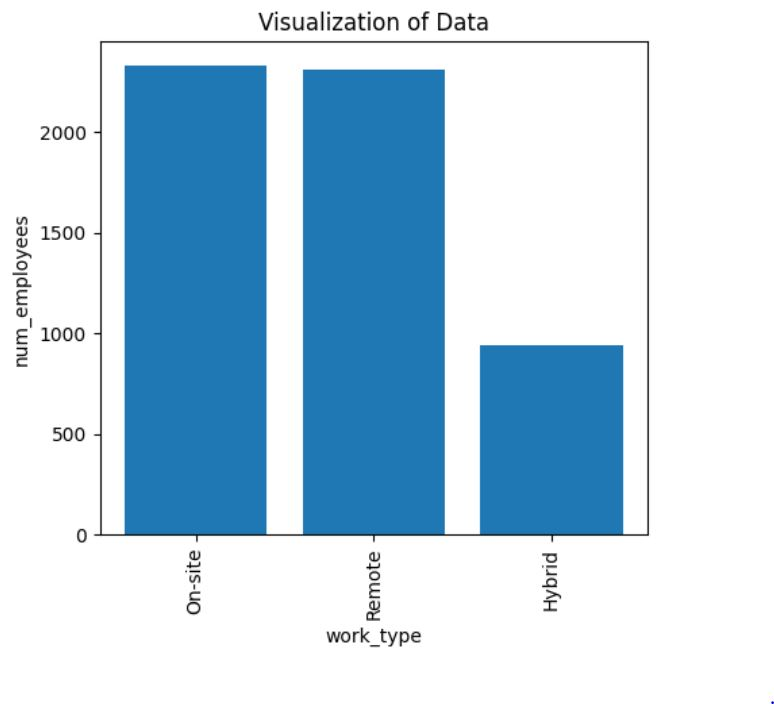 Visualization of Data
num_employees
2000
1500
1000
500
0
On-site
Remote
Hybrid
work_type